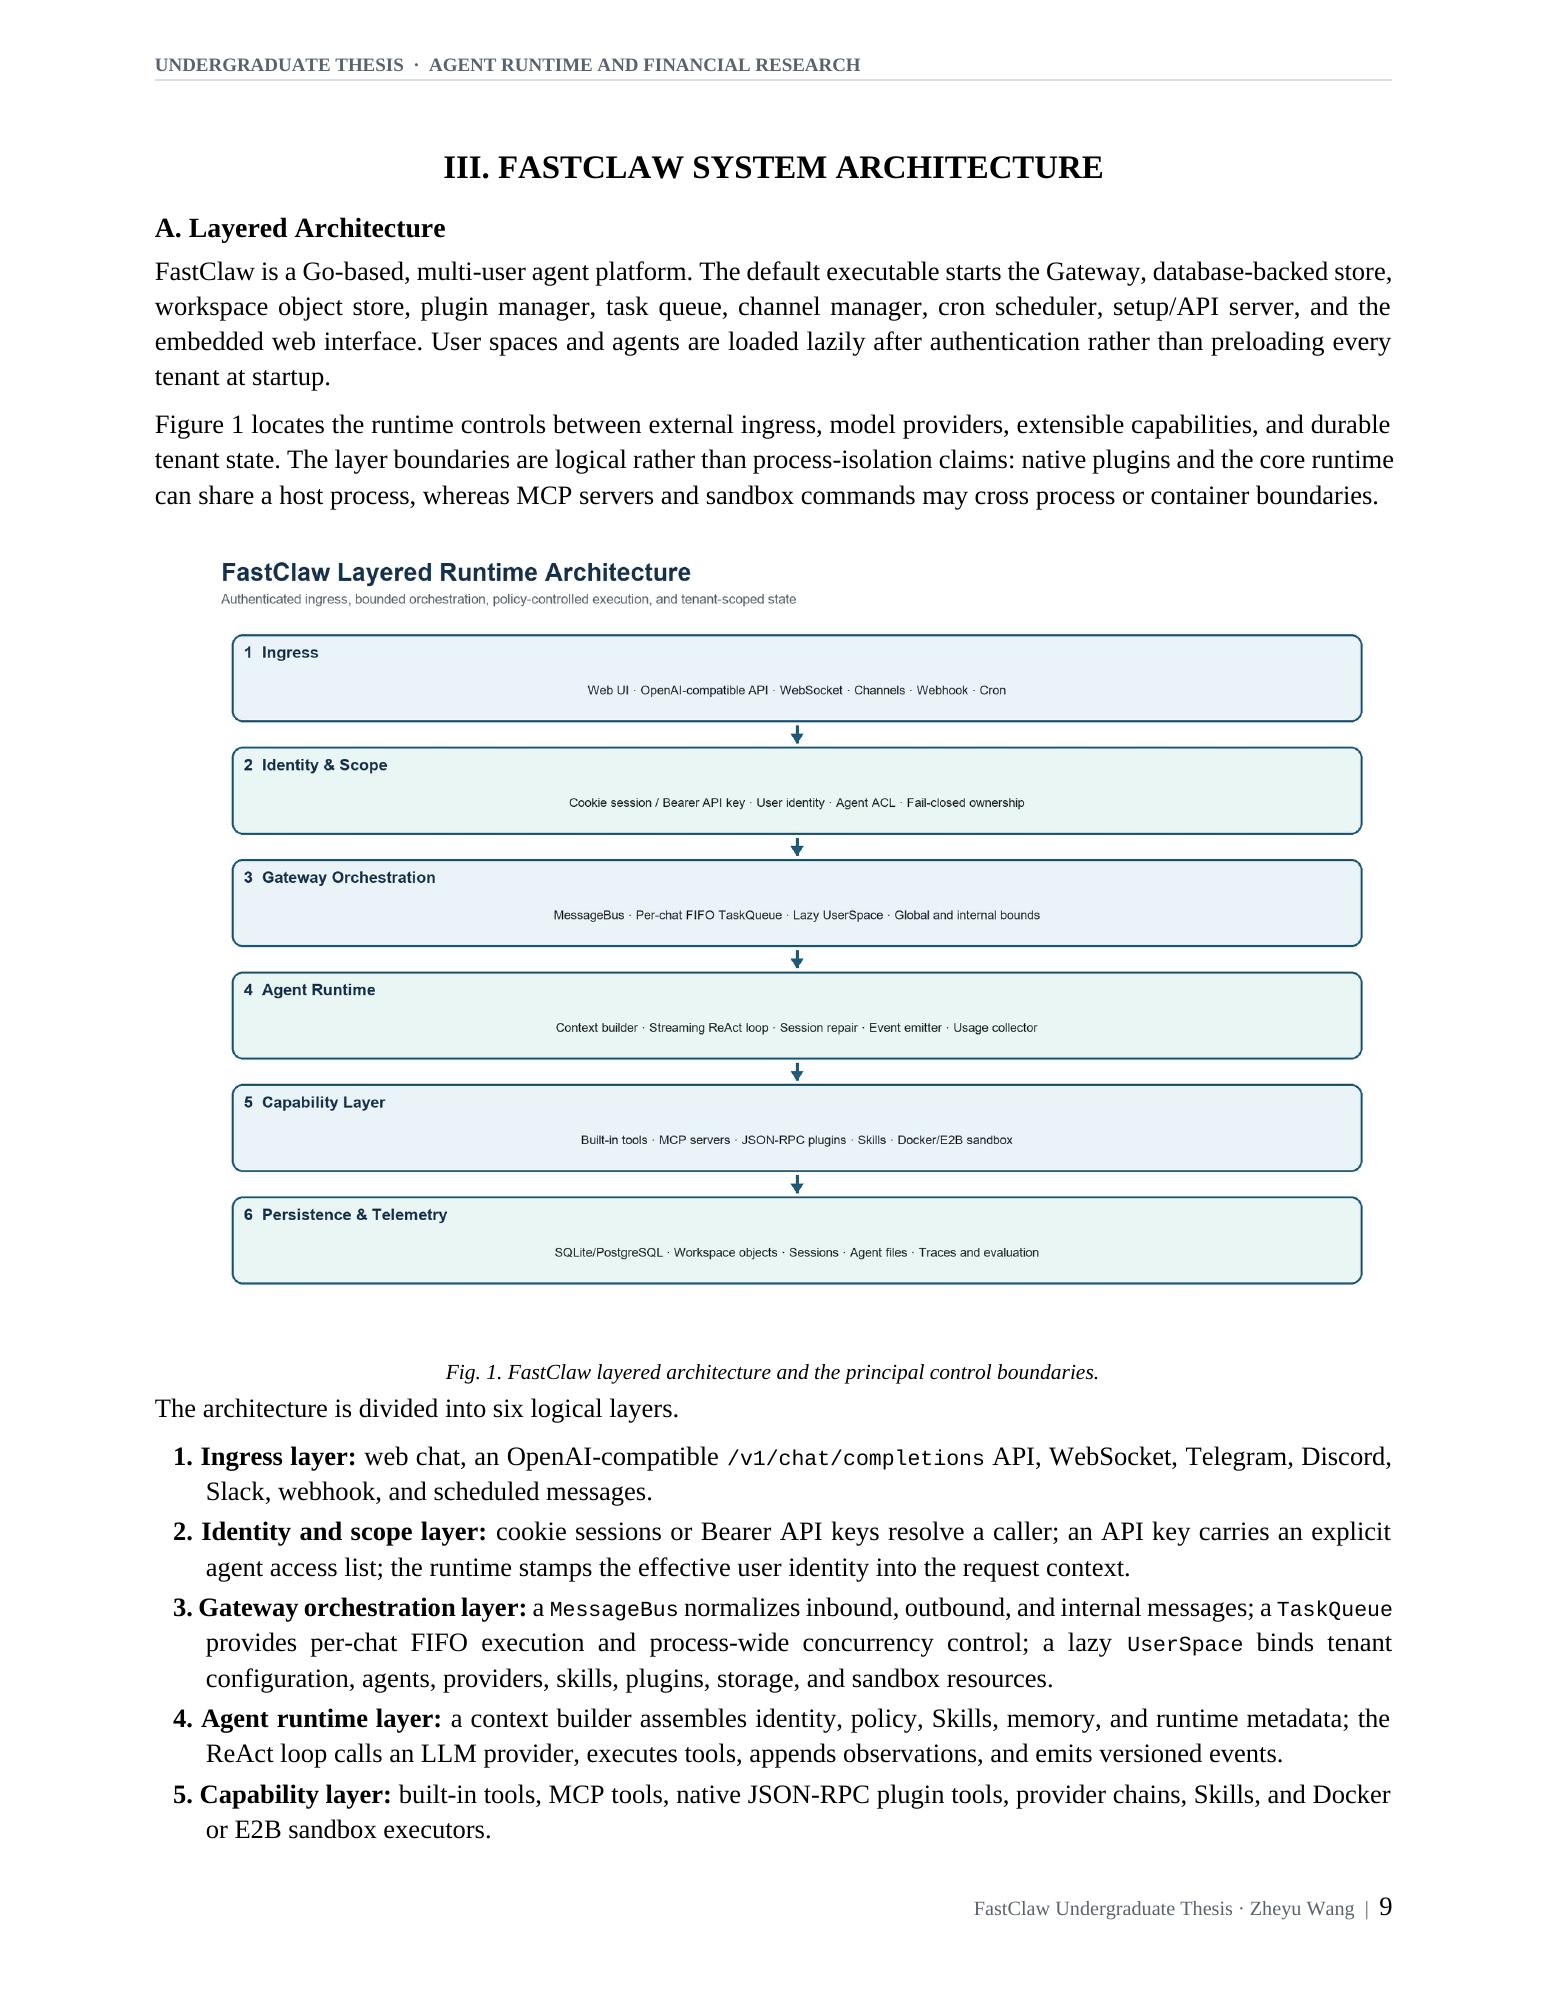 UNDERGRADUATE THESIS · AGENT RUNTIME AND FINANCIAL RESEARCH
III. FASTCLAW SYSTEM ARCHITECTURE
A. Layered Architecture
FastClaw is a Go-based, multi-user agent platform. The default executable starts the Gateway, database-backed store,
workspace object store, plugin manager, task queue, channel manager, cron scheduler, setup/API server, and the
embedded web interface. User spaces and agents are loaded lazily after authentication rather than preloading every
tenant at startup.
Figure 1 locates the runtime controls between external ingress, model providers, extensible capabilities, and durable
tenant state. The layer boundaries are logical rather than process-isolation claims: native plugins and the core runtime
can share a host process, whereas MCP servers and sandbox commands may cross process or container boundaries.
FastClaw Layered Runtime Architecture
Authenticated ingress, bounded orchestration, policy-controlled execution, and tenant-scoped state
1 Ingress
Web UI · OpenAI-compatible API · WebSocket · Channels · Webhook · Cron
2 Identity & Scope
Cookie session / Bearer API key · User identity · Agent ACL · Fail-closed ownership
3 Gateway Orchestration
MessageBus · Per-chat FIFO TaskQueue · Lazy UserSpace · Global and internal bounds
4 Agent Runtime
Context builder · Streaming ReAct loop · Session repair · Event emitter · Usage collector
5 Capability Layer
Built-in tools · MCP servers · JSON-RPC plugins · Skills · Docker/E2B sandbox
6 Persistence & Telemetry
SQLite/PostgreSQL · Workspace objects · Sessions · Agent files · Traces and evaluation
Fig. 1. FastClaw layered architecture and the principal control boundaries.
The architecture is divided into six logical layers.
1. Ingress layer: web chat, an OpenAI-compatible /v1/chat/completions API, WebSocket, Telegram, Discord,
Slack, webhook, and scheduled messages.
2. Identity and scope layer: cookie sessions or Bearer API keys resolve a caller; an API key carries an explicit
agent access list; the runtime stamps the effective user identity into the request context.
3. Gateway orchestration layer: a MessageBus normalizes inbound, outbound, and internal messages; a TaskQueue
provides per-chat FIFO execution and process-wide concurrency control; a lazy UserSpace binds tenant
configuration, agents, providers, skills, plugins, storage, and sandbox resources.
4. Agent runtime layer: a context builder assembles identity, policy, Skills, memory, and runtime metadata; the
ReAct loop calls an LLM provider, executes tools, appends observations, and emits versioned events.
5. Capability layer: built-in tools, MCP tools, native JSON-RPC plugin tools, provider chains, Skills, and Docker
or E2B sandbox executors.
FastClaw Undergraduate Thesis · Zheyu Wang | 9